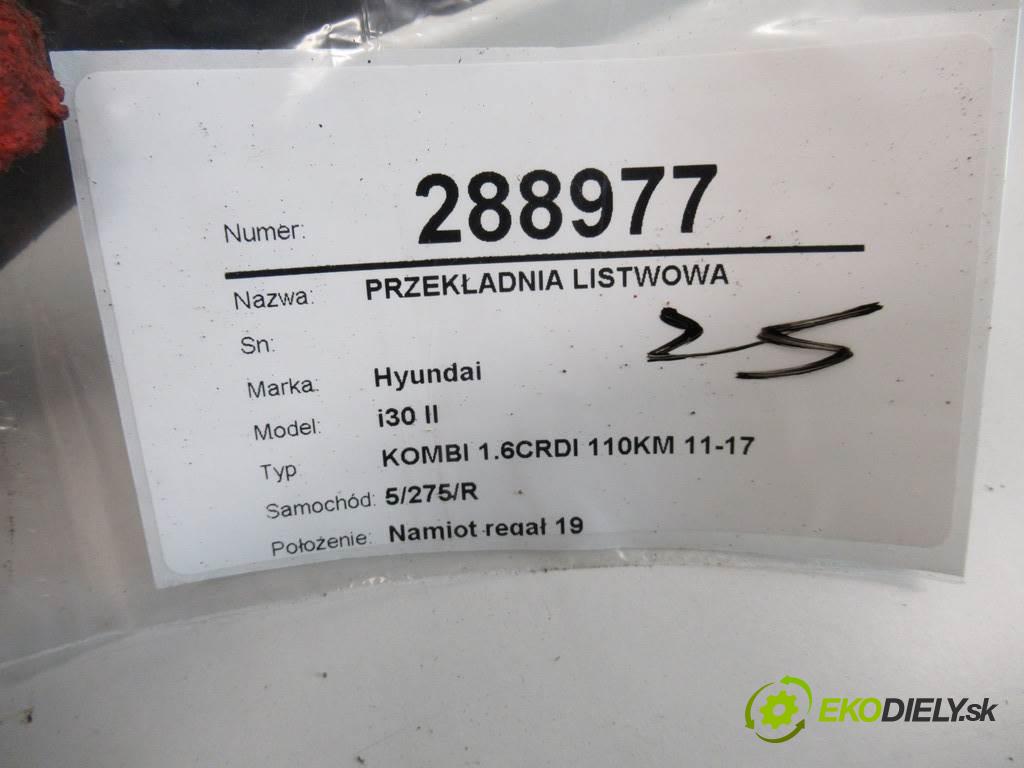 Numer: 288977
Nazwa: PRZEKŁADNIA LISTWOWA
Sn:
25
Marka: Hyundai
Model: i30 II
Typ KOMBI 1.6CRDI 110KM 11-17
Samochód: 5/275/R
Położenie: Namiot regał 19
EKODIELY.sk